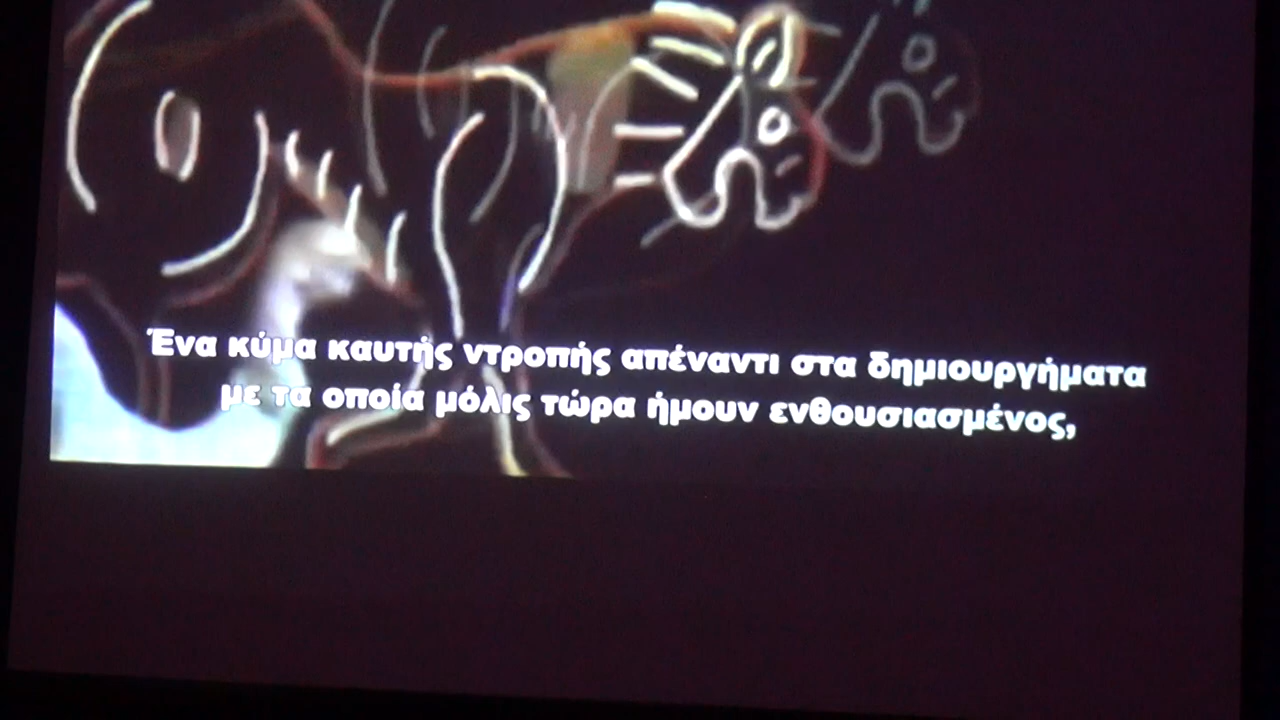 Ένα κύμα καυτής ντροπής απέναντι στα δημιουργήματα
με τα οποία μόλις τώρα ήμουν ενθουσιασμένος,